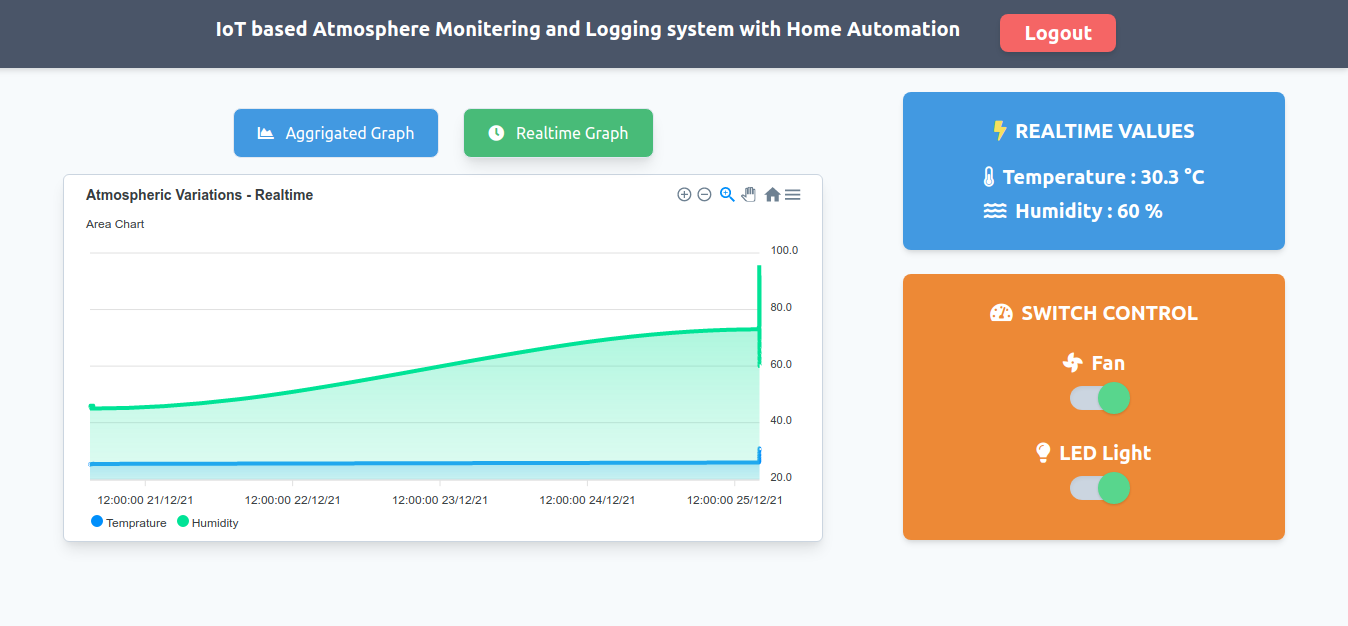 IoT based Atmosphere Monitering and Logging system with Home Automation
Logout
Aggrigated Graph
Realtime Graph
Atmospheric Variations - Realtime
Area Chart
100.0
80.0
60.0
40.0
20.0
12:00:00 21/12/21
12:00:00 22/12/21
12:00:00 23/12/21
12:00:00 24/12/21
12:00:00 25/12/21
Temprature
Humidity
REALTIME VALUES
Temperature : 30.3 °C
Humidity : 60 %
SWITCH CONTROL
Fan
LED Light